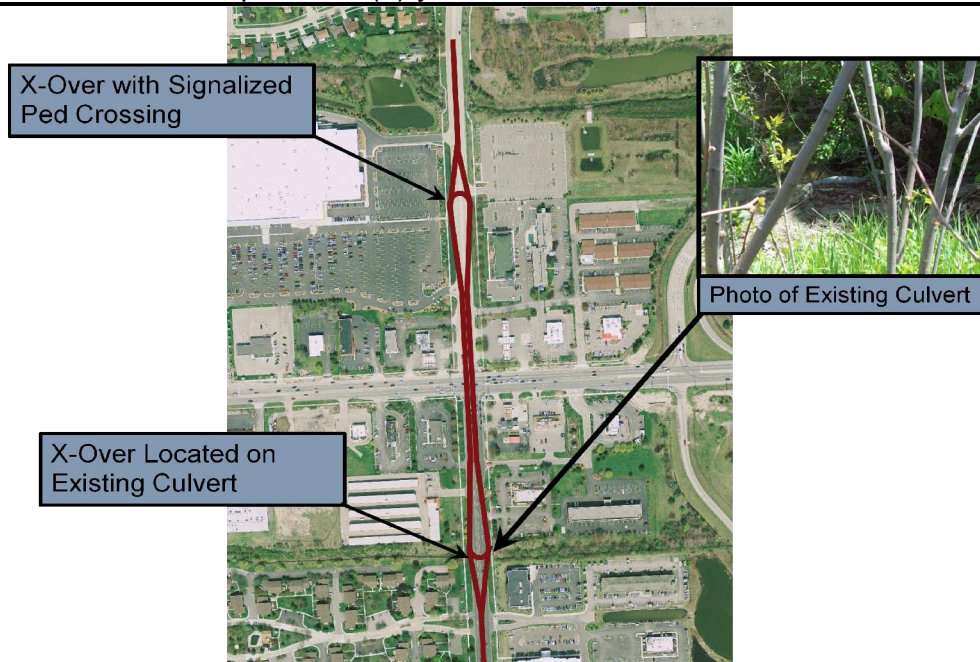 X-Over with Signalized
Ped Crossing
Photo of Existing Culvert
X-Over Located on
Existing Culvert